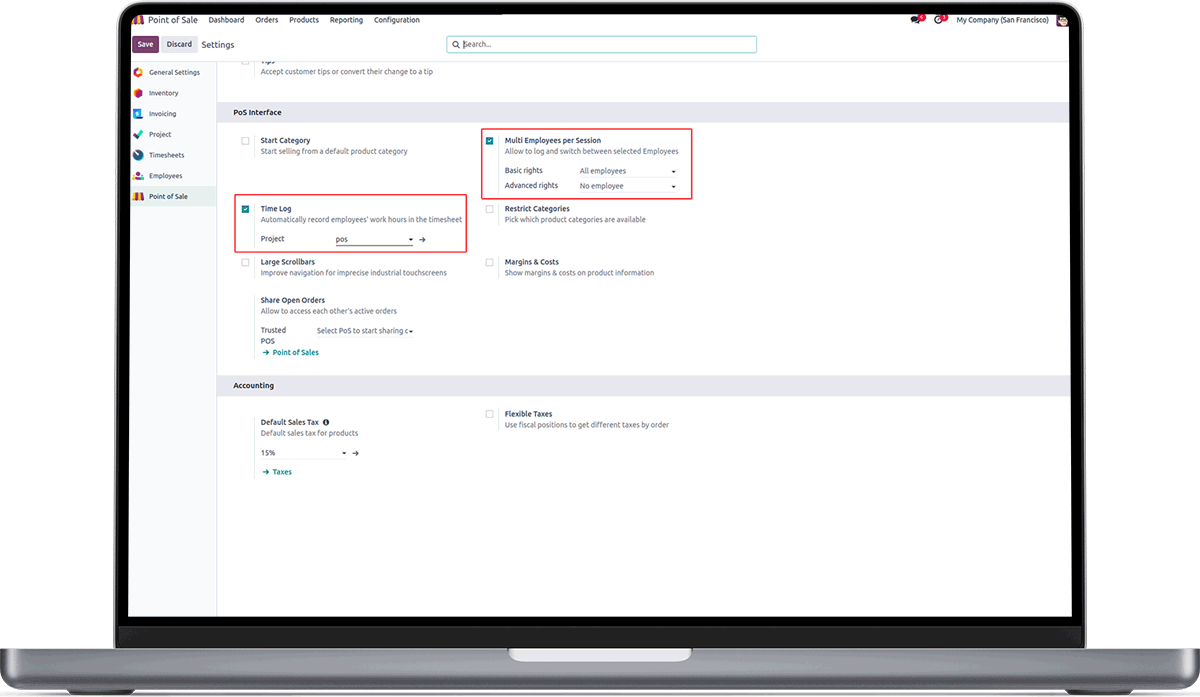 Point of Sale Dashboard Orders Products Reporting Configuration My Company (San Francisco)
Save Discard Settings Search...
General Settings
Inventory
Invoicing
Project
Timesheets
Employees
Point of Sale
Tips
Accept customer tips or convert their change to a tip
PoS Interface
Start Category
Start selling from a default product category
Multi Employees per Session
Allow to log and switch between selected Employees
Basic rights All employees
Advanced rights No employee
Time Log
Automatically record employees' work hours in the timesheet
Project pos
Restrict Categories
Pick which product categories are available
Large Scrollbars
Improve navigation for imprecise industrial touchscreens
Margins & Costs
Show margins & costs on product information
Share Open Orders
Allow to access each other's active orders
Trusted Select PoS to start sharing
POS
Point of Sales
Accounting
Default Sales Tax
Default sales tax for products
15%
Taxes
Flexible Taxes
Use fiscal positions to get different taxes by order